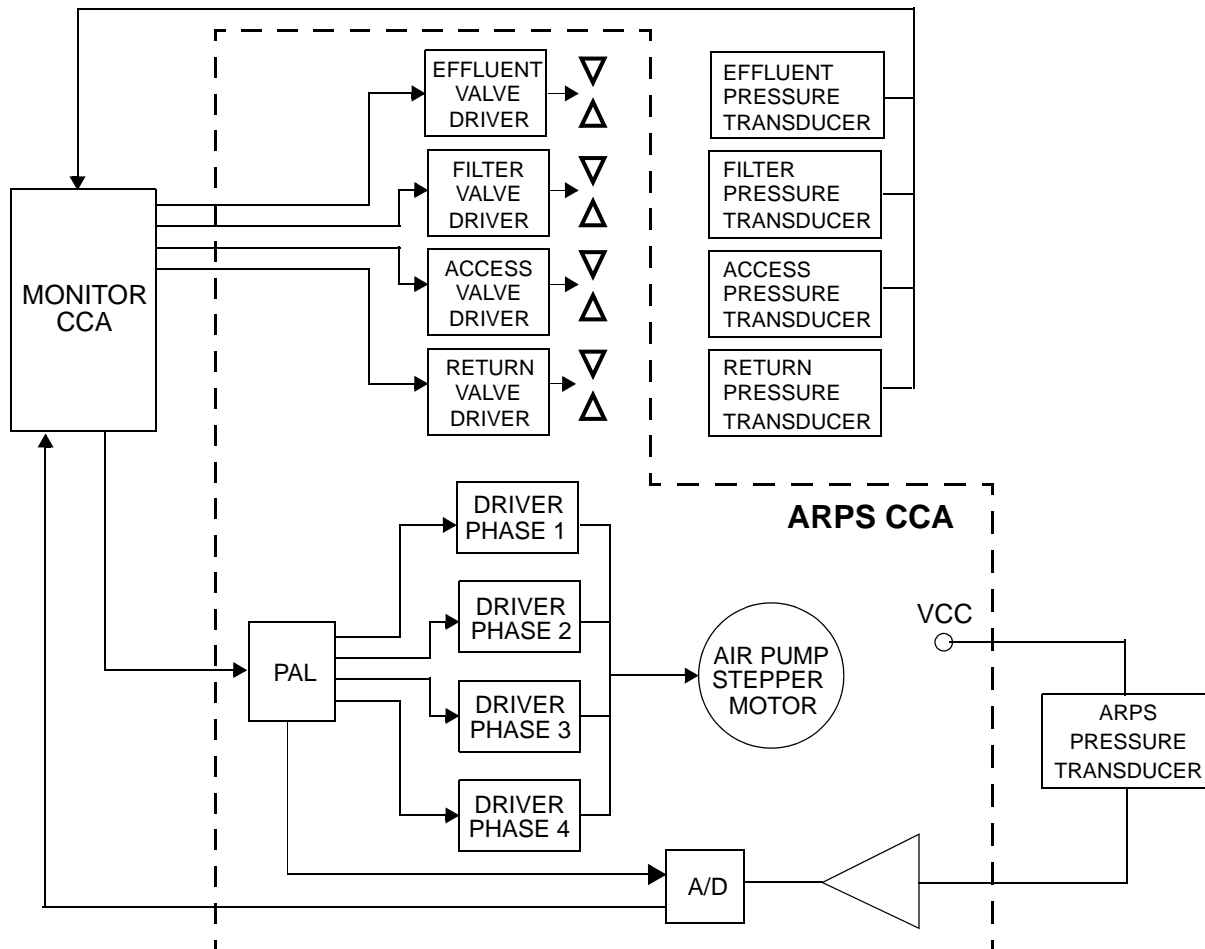 EFFLUENT
VALVE
DRIVER
FILTER
VALVE
DRIVER
ACCESS
VALVE
DRIVER
RETURN
VALVE
DRIVER
EFFLUENT
PRESSURE
TRANSDUCER
FILTER
PRESSURE
TRANSDUCER
ACCESS
PRESSURE
TRANSDUCER
RETURN
PRESSURE
TRANSDUCER
MONITOR
CCA
ARPS CCA
DRIVER
PHASE 1
DRIVER
PHASE 2
DRIVER
PHASE 3
DRIVER
PHASE 4
PAL
AIR PUMP
STEPPER
MOTOR
VCC
ARPS
PRESSURE
TRANSDUCER
A/D